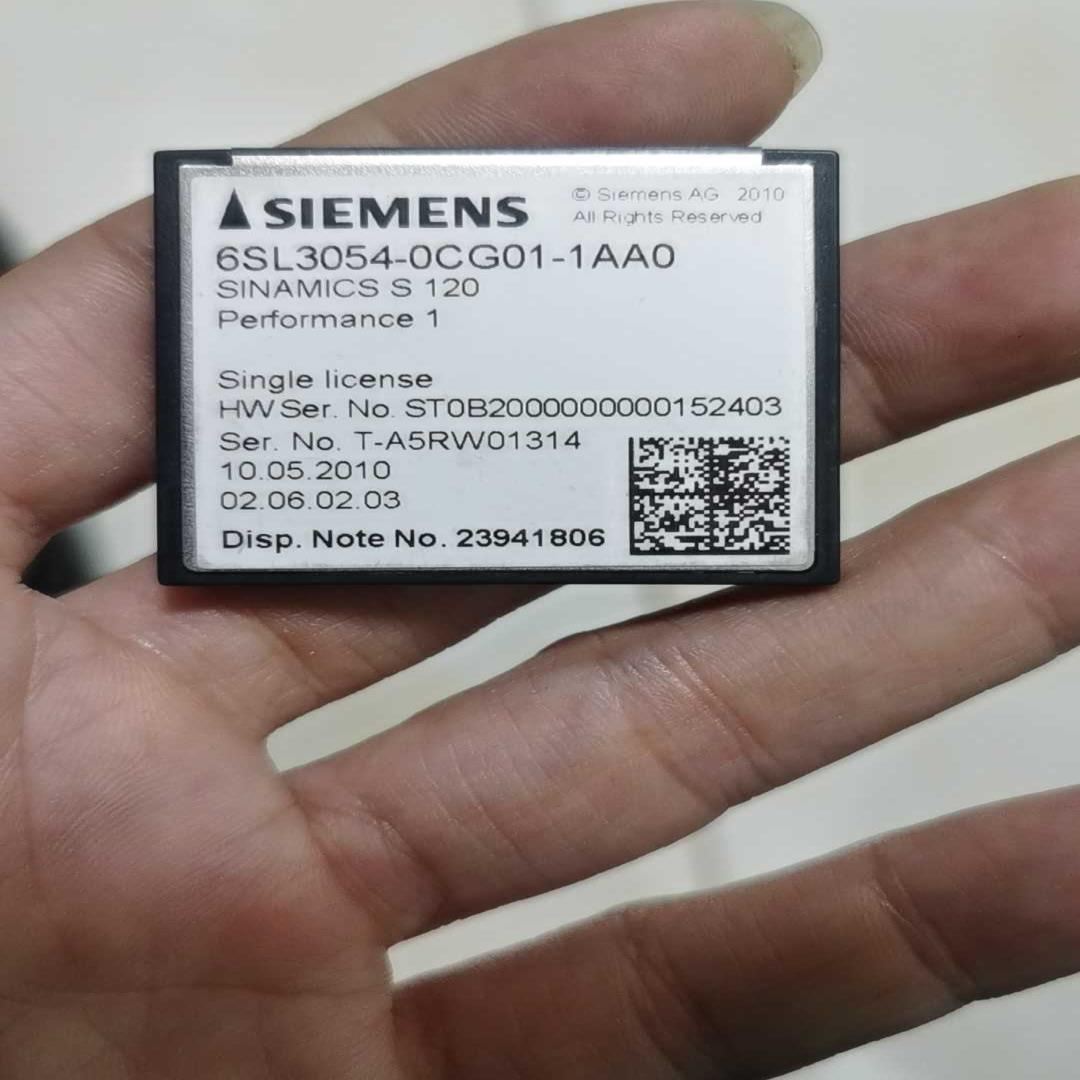 SIEMENS
© Siemens AG 2010
All Rights Reserved
6SL3054-0CG01-1AA0
SINAMICS S 120
Performance 1
Single license
HW Ser. No. ST0B2000000000152403
Ser. No. T-A5RW01314
10.05.2010
02.06.02.03
Disp. Note No. 23941806